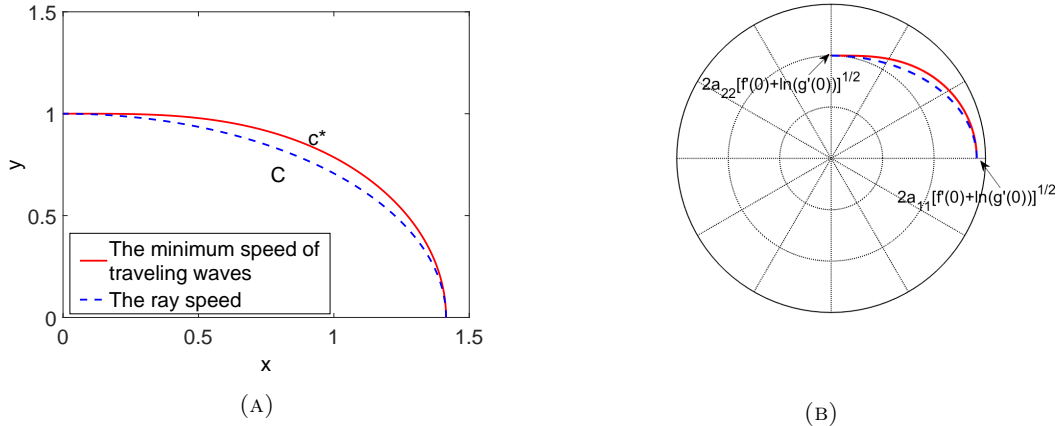 1.5
1
0.5
0
y
0
0.5
1
1.5
x
c*
C
The minimum speed of
traveling waves
The ray speed
(A)
2a22[f'(0)+ln(g'(0))]^1/2
2a11[f'(0)+ln(g'(0))]^1/2
(B)